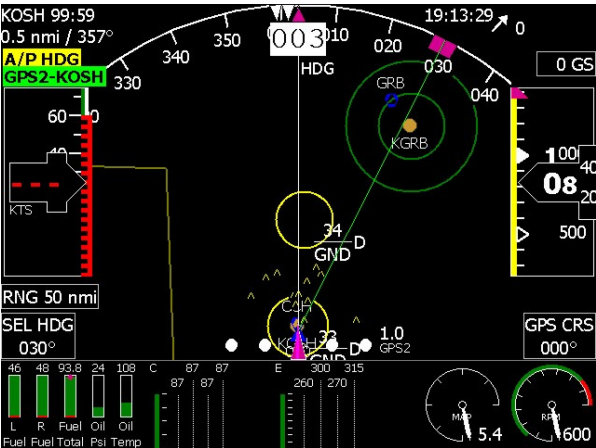 KOSH 99:59
19:13:29
0
0.5 nmi / 357°
A/P HDG
GPS2-KOSH
330
340
350
003
010
020
030
040
HDG
0 GS
GRB
KGRB
60
40
KTS
100
08
40
20
500
34
GND
D
RNG 50 nmi
SEL HDG
030°
33
GND
D
1.0
GPS2
GPS CRS
000°
46 48 93.8 24 108
L R Fuel Oil Oil
Fuel Fuel Total Psi Temp
C 87 87
87 87
E 300 315
260 270
MAP
5.4
RPM
600